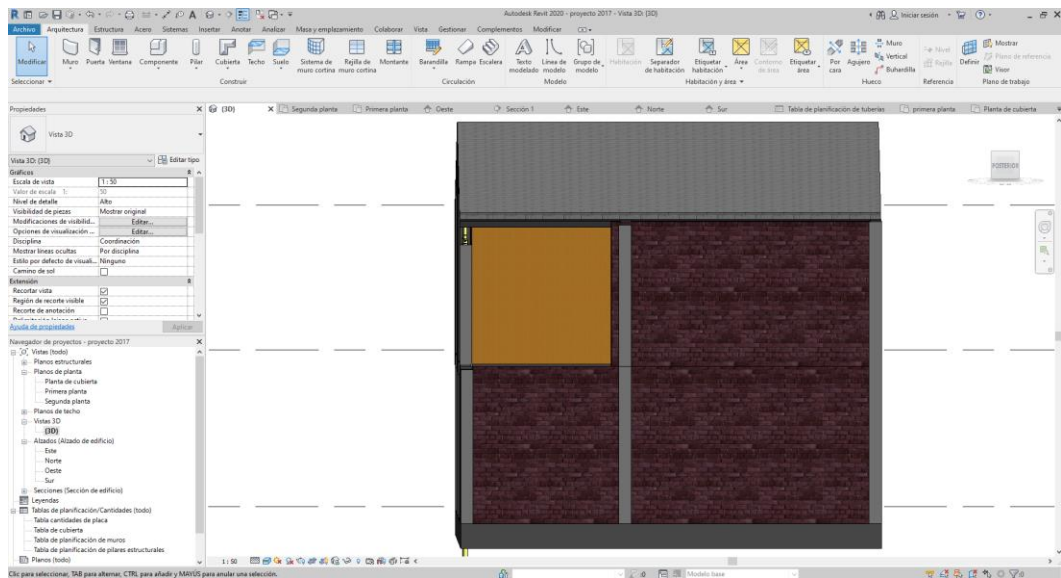 Autodesk Revit 2020 - proyecto 2017 - Vista 3D: {3D}
Iniciar sesión
Archivo Arquitectura Estructura Acero Sistemas Insertar Anotar Analizar Masa y emplazamiento Colaborar Vista Gestionar Complementos Modificar
Modificar Muro Puerta Ventana Componente Pilar Cubierta Techo Suelo Sistema de muro cortina Rejilla de muro cortina Montante Barandilla Rampa Escalera Texto modelado Línea de modelo Grupo de modelo Habitación Separador de habitación Etiquetar habitación Área Contorno de área Etiquetar área Por cara Agujero Muro Vertical Buhardilla Nivel Rejilla Definir Mostrar Plano de referencia Visor
Seleccionar Construir Circulación Modelo Habitación y área Hueco Referencia Plano de trabajo
Propiedades
{3D} Segunda planta Primera planta Oeste Sección 1 Este Norte Sur Tabla de planificación de tuberías primera planta Planta de cubierta
Vista 3D
Vista 3D: {3D} Editar tipo
Gráficos
Escala de vista 1 : 50
Valor de escala 1: 50
Nivel de detalle Alto
Visibilidad de piezas Mostrar original
Modificaciones de visibilid... Editar...
Opciones de visualización ... Editar...
Disciplina Coordinación
Mostrar líneas ocultas Por disciplina
Estilo por defecto de visuali... Ninguno
Camino de sol
Extensión
Recortar vista
Región de recorte visible
Recorte de anotación
Ayuda de propiedades Aplicar
Navegador de proyectos - proyecto 2017
Vistas (todo)
Planos estructurales
Planos de planta
Planta de cubierta
Primera planta
Segunda planta
Planos de techo
Vistas 3D
{3D}
Alzados (Alzado de edificio)
Este
Norte
Oeste
Sur
Secciones (Sección de edificio)
Leyendas
Tablas de planificación/Cantidades (todo)
Tabla cantidades de placa
Tabla de cubierta
Tabla de planificación de muros
Tabla de planificación de pilares estructurales
Planos (todo)
POSTERIOR
1 : 50
Clic para seleccionar, TAB para alternar, CTRL para añadir y MAYÚS para anular una selección.
:0 Modelo base
:0